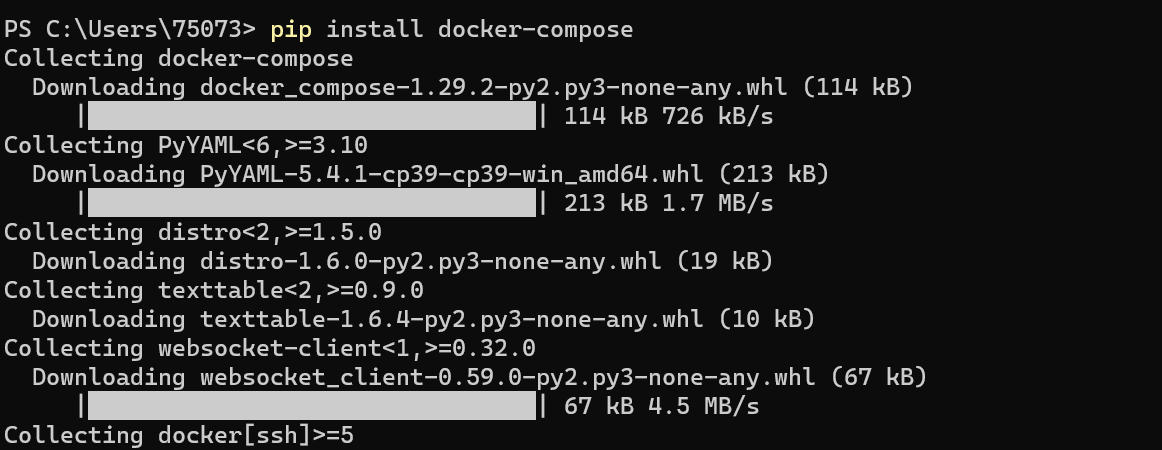 PS C:\Users\75073> pip install docker-compose
Collecting docker-compose
  Downloading docker_compose-1.29.2-py2.py3-none-any.whl (114 kB)
     |████████████████████████████████| 114 kB 726 kB/s
Collecting PyYAML<6,>=3.10
  Downloading PyYAML-5.4.1-cp39-cp39-win_amd64.whl (213 kB)
     |████████████████████████████████| 213 kB 1.7 MB/s
Collecting distro<2,>=1.5.0
  Downloading distro-1.6.0-py2.py3-none-any.whl (19 kB)
Collecting texttable<2,>=0.9.0
  Downloading texttable-1.6.4-py2.py3-none-any.whl (10 kB)
Collecting websocket-client<1,>=0.32.0
  Downloading websocket_client-0.59.0-py2.py3-none-any.whl (67 kB)
     |████████████████████████████████| 67 kB 4.5 MB/s
Collecting docker[ssh]>=5